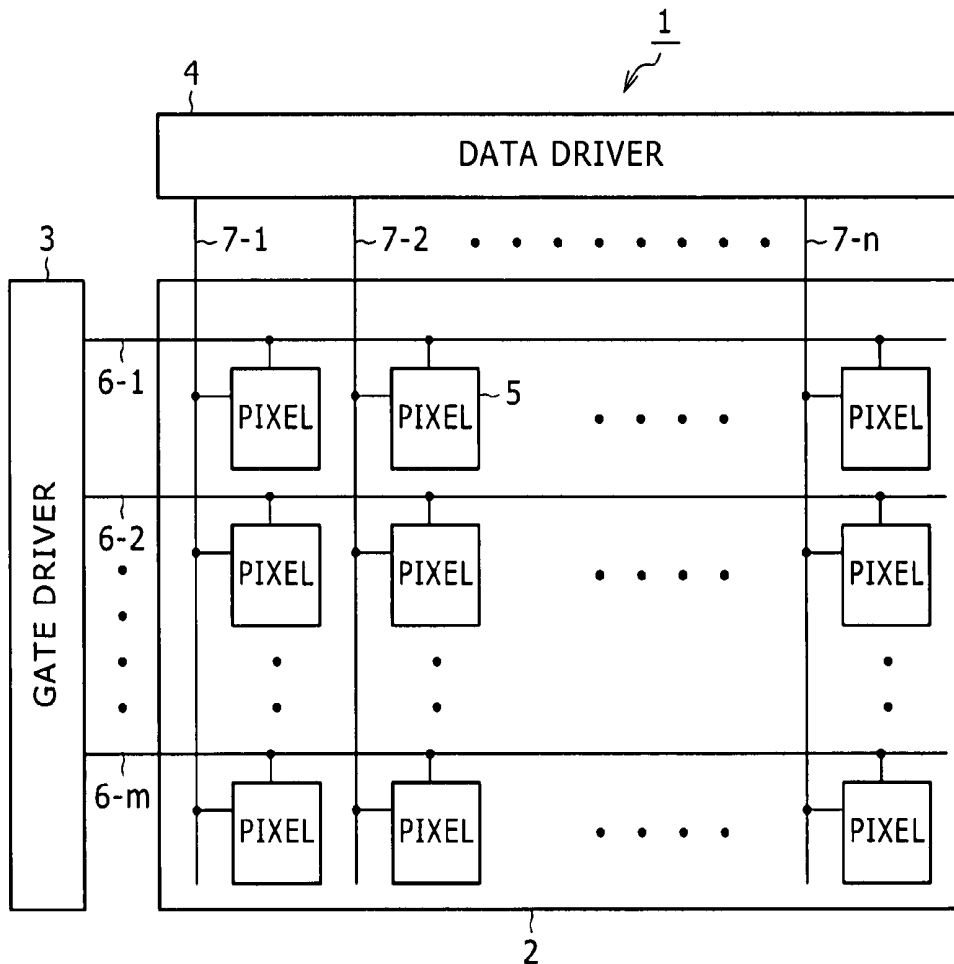 1
4
DATA DRIVER
7-1 7-2 7-n
3
GATE DRIVER
6-1
PIXEL PIXEL 5 PIXEL
6-2
PIXEL PIXEL PIXEL
6-m
PIXEL PIXEL PIXEL
2